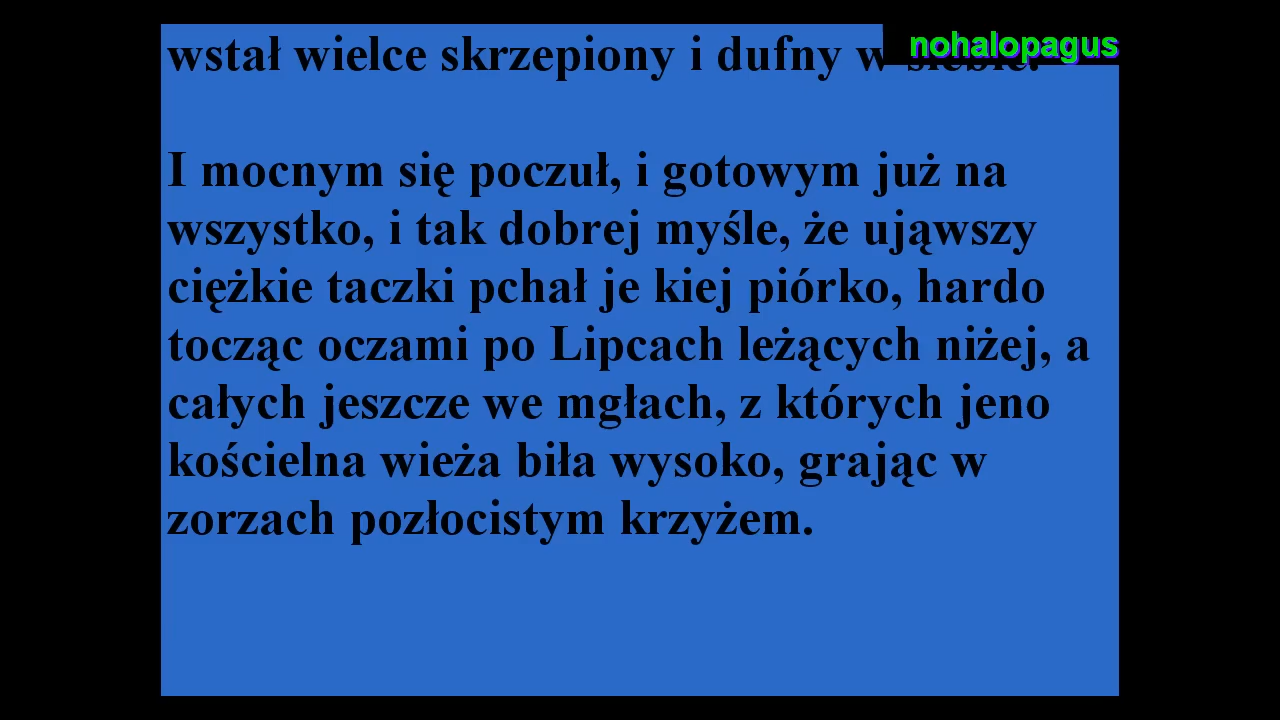 nohalopagus
wstał wielce skrzepiony i dufny w siebie.
I mocnym się poczuł, i gotowym już na
wszystko, i tak dobrej myśle, że ująwszy
ciężkie taczki pchał je kiej piórko, hardo
tocząc oczami po Lipcach leżących niżej, a
całych jeszcze we mgłach, z których jeno
kościelna wieża biła wysoko, grając w
zorzach pozłocistym krzyżem.